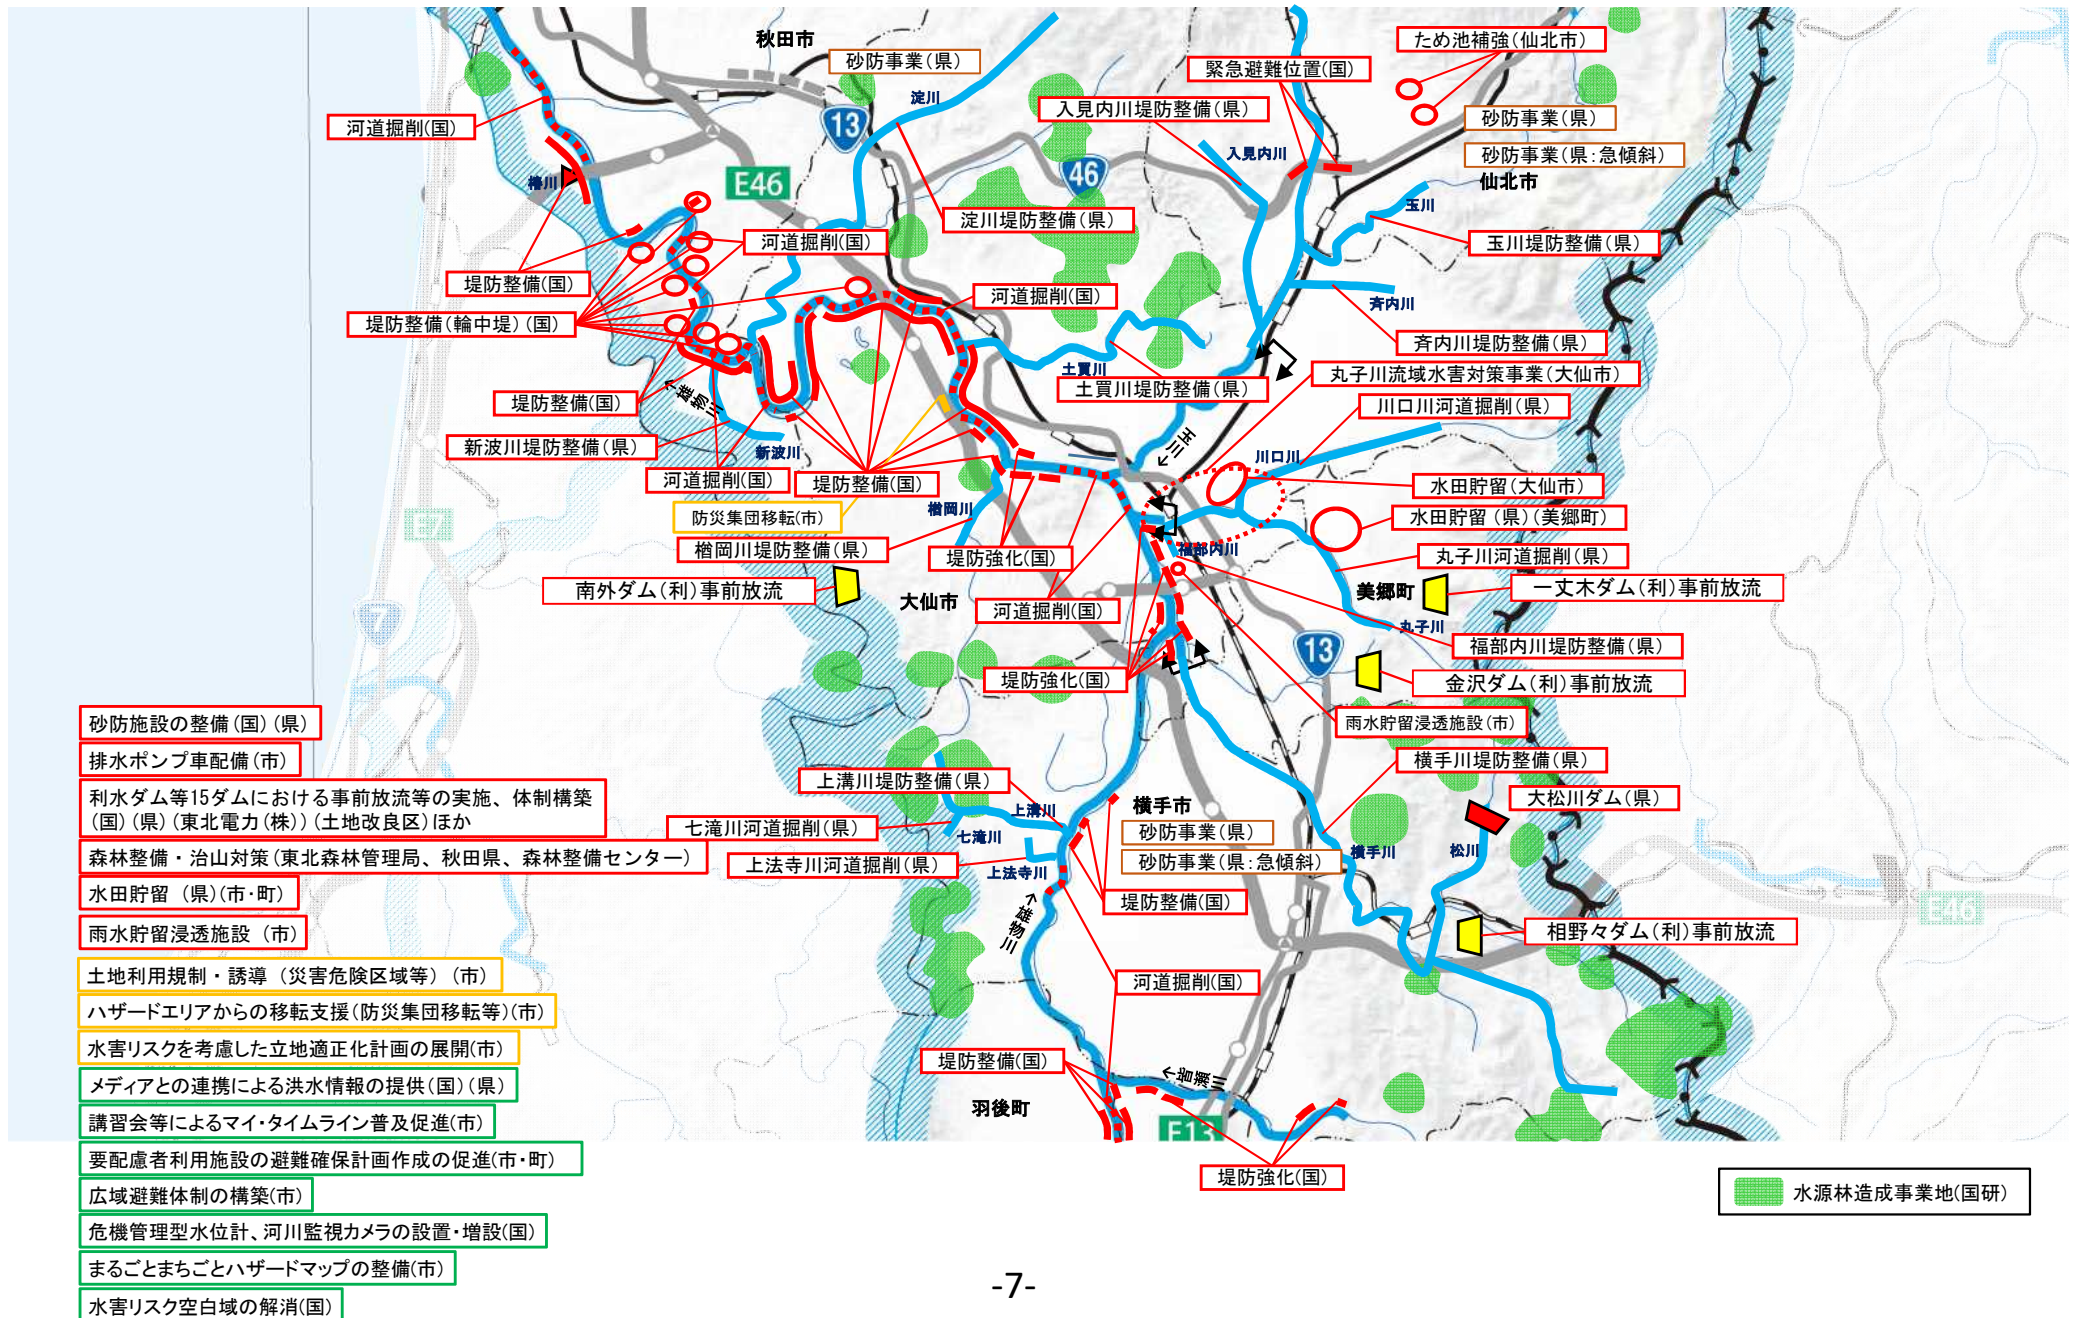 秋田市
砂防事業(県)
ため池補強(仙北市)
緊急避難位置(国)
淀川
13
河道掘削(国)
入見内川堤防整備(県)
砂防事業(県)
砂防事業(県:急傾斜)
仙北市
入見内川
46
E46
椿川
玉川
淀川堤防整備(県)
河道掘削(国)
玉川堤防整備(県)
堤防整備(国)
河道掘削(国)
斉内川
堤防整備(輪中堤)(国)
斉内川堤防整備(県)
土買川
土買川堤防整備(県)
丸子川流域水害対策事業(大仙市)
堤防整備(国)
←雄物川
川口川河道掘削(県)
新波川堤防整備(県)
新波川
←玉川
川口川
河道掘削(国)
堤防整備(国)
水田貯留(大仙市)
防災集団移転(市)
楢岡川
水田貯留(県)(美郷町)
E7
楢岡川堤防整備(県)
堤防強化(国)
福部内川
丸子川河道掘削(県)
南外ダム(利)事前放流
大仙市
河道掘削(国)
美郷町
一丈木ダム(利)事前放流
7
丸子川
13
福部内川堤防整備(県)
堤防強化(国)
金沢ダム(利)事前放流
雨水貯留浸透施設(市)
横手川堤防整備(県)
上溝川堤防整備(県)
大松川ダム(県)
横手市
上溝川
七滝川河道掘削(県)
七滝川
砂防事業(県)
砂防事業(県:急傾斜)
横手川
松川
上法寺川河道掘削(県)
上法寺川
堤防整備(国)
←雄物川
相野々ダム(利)事前放流
E46
河道掘削(国)
堤防整備(国)
←皆瀬川
羽後町
E13
堤防強化(国)
砂防施設の整備(国)(県)
排水ポンプ車配備(市)
利水ダム等15ダムにおける事前放流等の実施、体制構築
(国)(県)(東北電力(株))(土地改良区)ほか
森林整備・治山対策(東北森林管理局、秋田県、森林整備センター)
水田貯留 (県)(市・町)
雨水貯留浸透施設 (市)
土地利用規制・誘導 (災害危険区域等) (市)
ハザードエリアからの移転支援(防災集団移転等)(市)
水害リスクを考慮した立地適正化計画の展開(市)
メディアとの連携による洪水情報の提供(国)(県)
講習会等によるマイ・タイムライン普及促進(市)
要配慮者利用施設の避難確保計画作成の促進(市・町)
広域避難体制の構築(市)
危機管理型水位計、河川監視カメラの設置・増設(国)
まるごとまちごとハザードマップの整備(市)
水害リスク空白域の解消(国)
水源林造成事業地(国研)
-7-